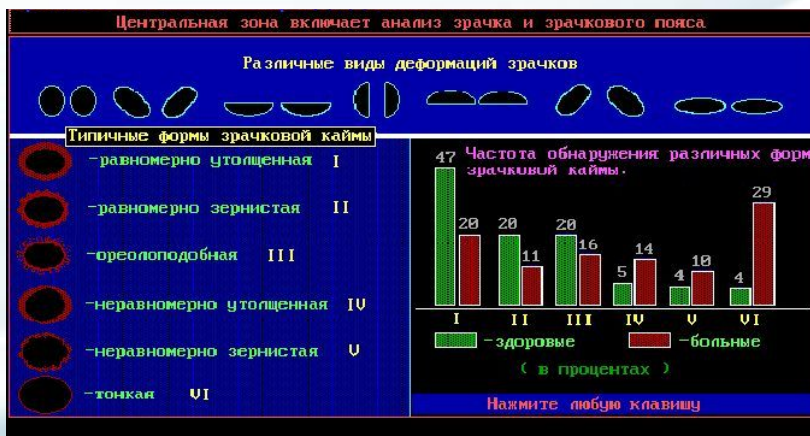 Центральная зона включает анализ зрачка и зрачкового пояса
Различные виды деформаций зрачков
Типичные формы зрачковой каймы
-равномерно утолщенная I
-равномерно зернистая II
-ореолоподобная III
-неравномерно утолщенная IV
-неравномерно зернистая V
-тонкая VI
Частота обнаружения различных форм
зрачковой каймы.
47 20 20 11 20 16 5 14 4 10 4 29
I II III IV V VI
-здоровые -больные
( в процентах )
Нажмите любую клавишу